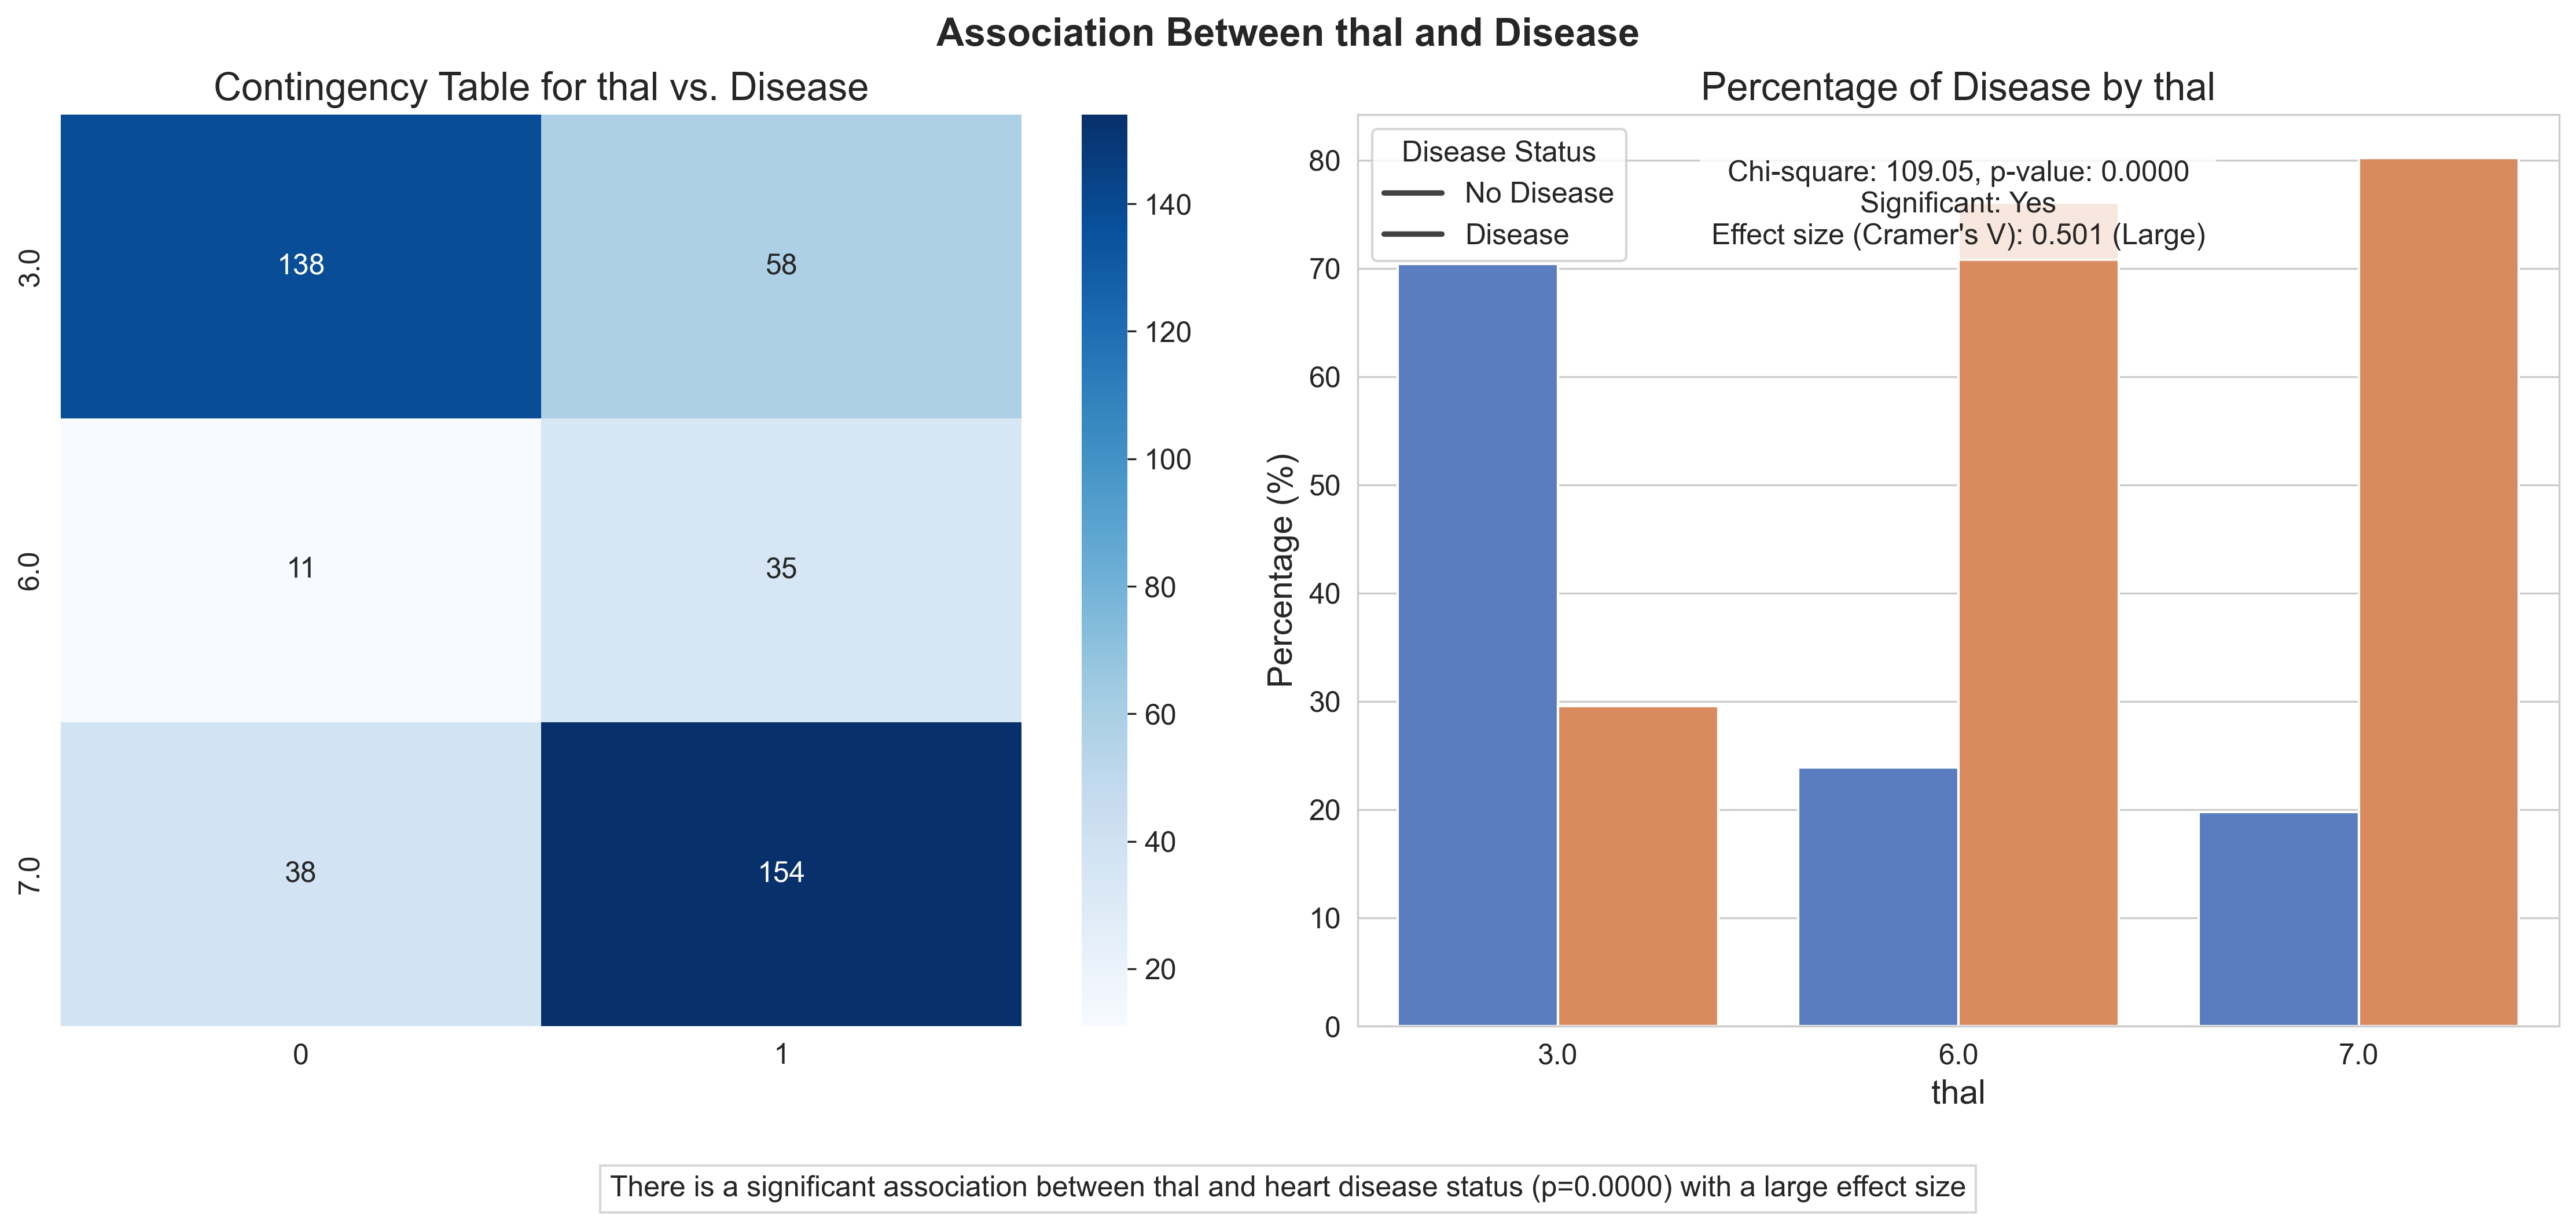 Association Between thal and Disease
Contingency Table for thal vs. Disease
3.0
6.0
7.0
138
58
11
35
38
154
0
1
140
120
100
80
60
40
20
Percentage of Disease by thal
Disease Status
No Disease
Disease
Chi-square: 109.05, p-value: 0.0000
Significant: Yes
Effect size (Cramer's V): 0.501 (Large)
Percentage (%)
80
70
60
50
40
30
20
10
0
3.0
6.0
7.0
thal
There is a significant association between thal and heart disease status (p=0.0000) with a large effect size